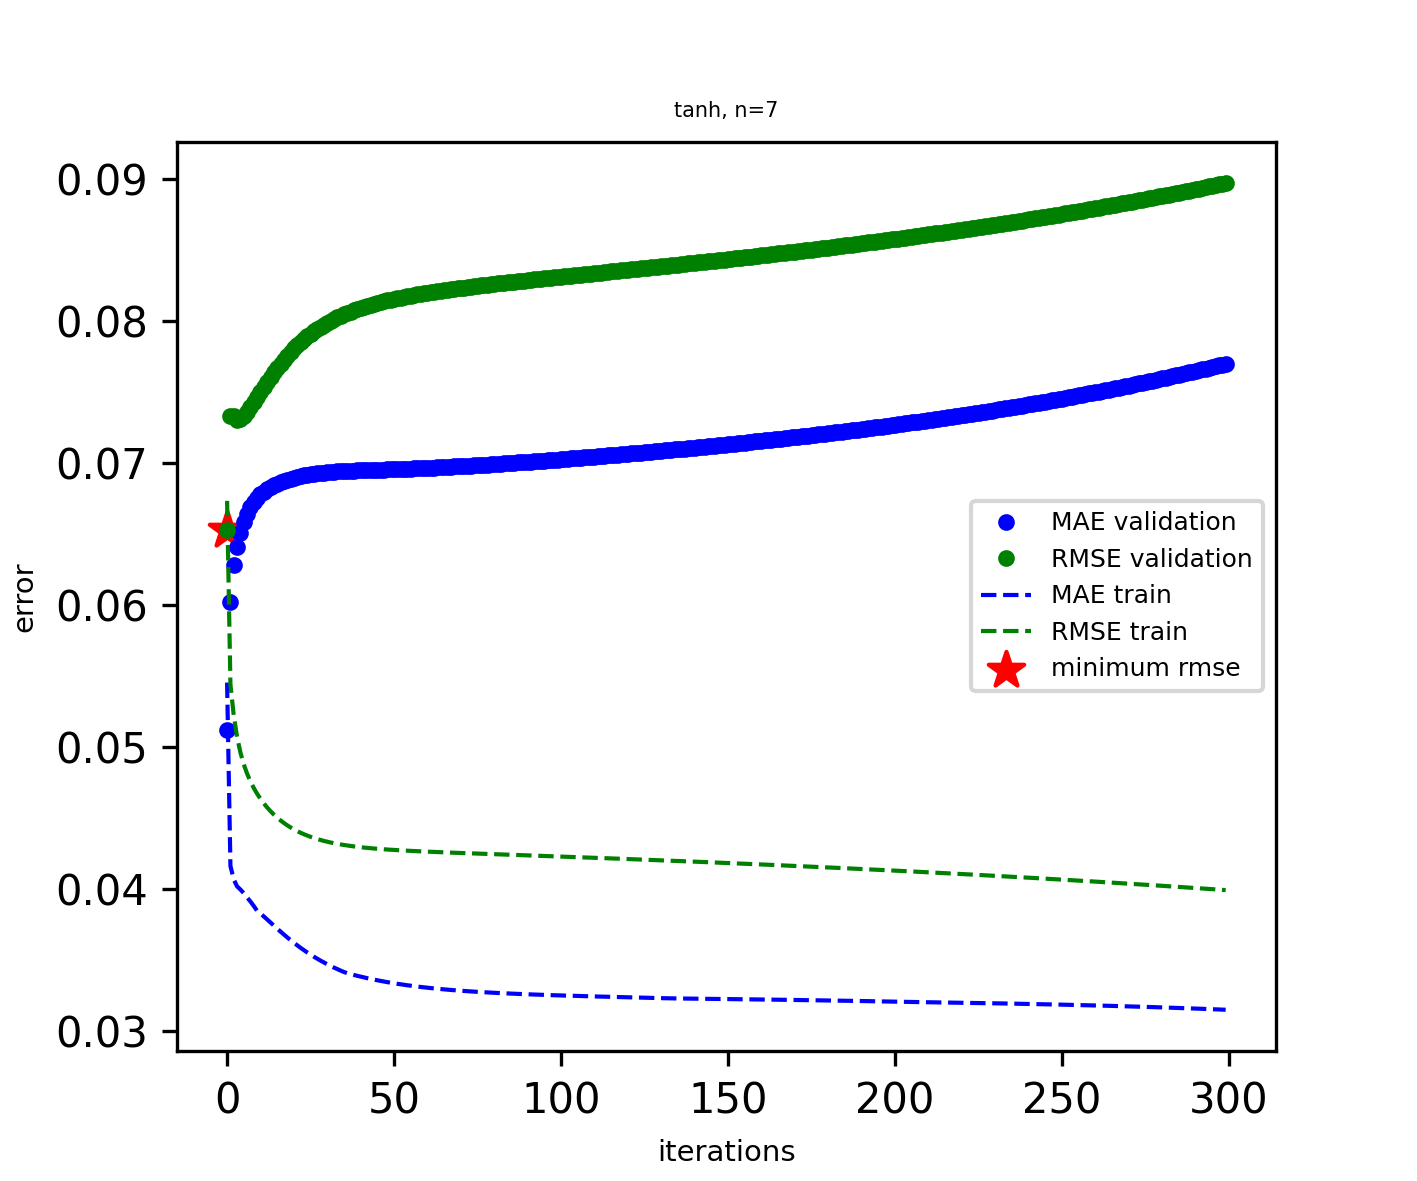 tanh, n=7
error
0.09
0.08
0.07
0.06
0.05
0.04
0.03
MAE validation
RMSE validation
MAE train
RMSE train
minimum rmse
0 50 100 150 200 250 300
iterations